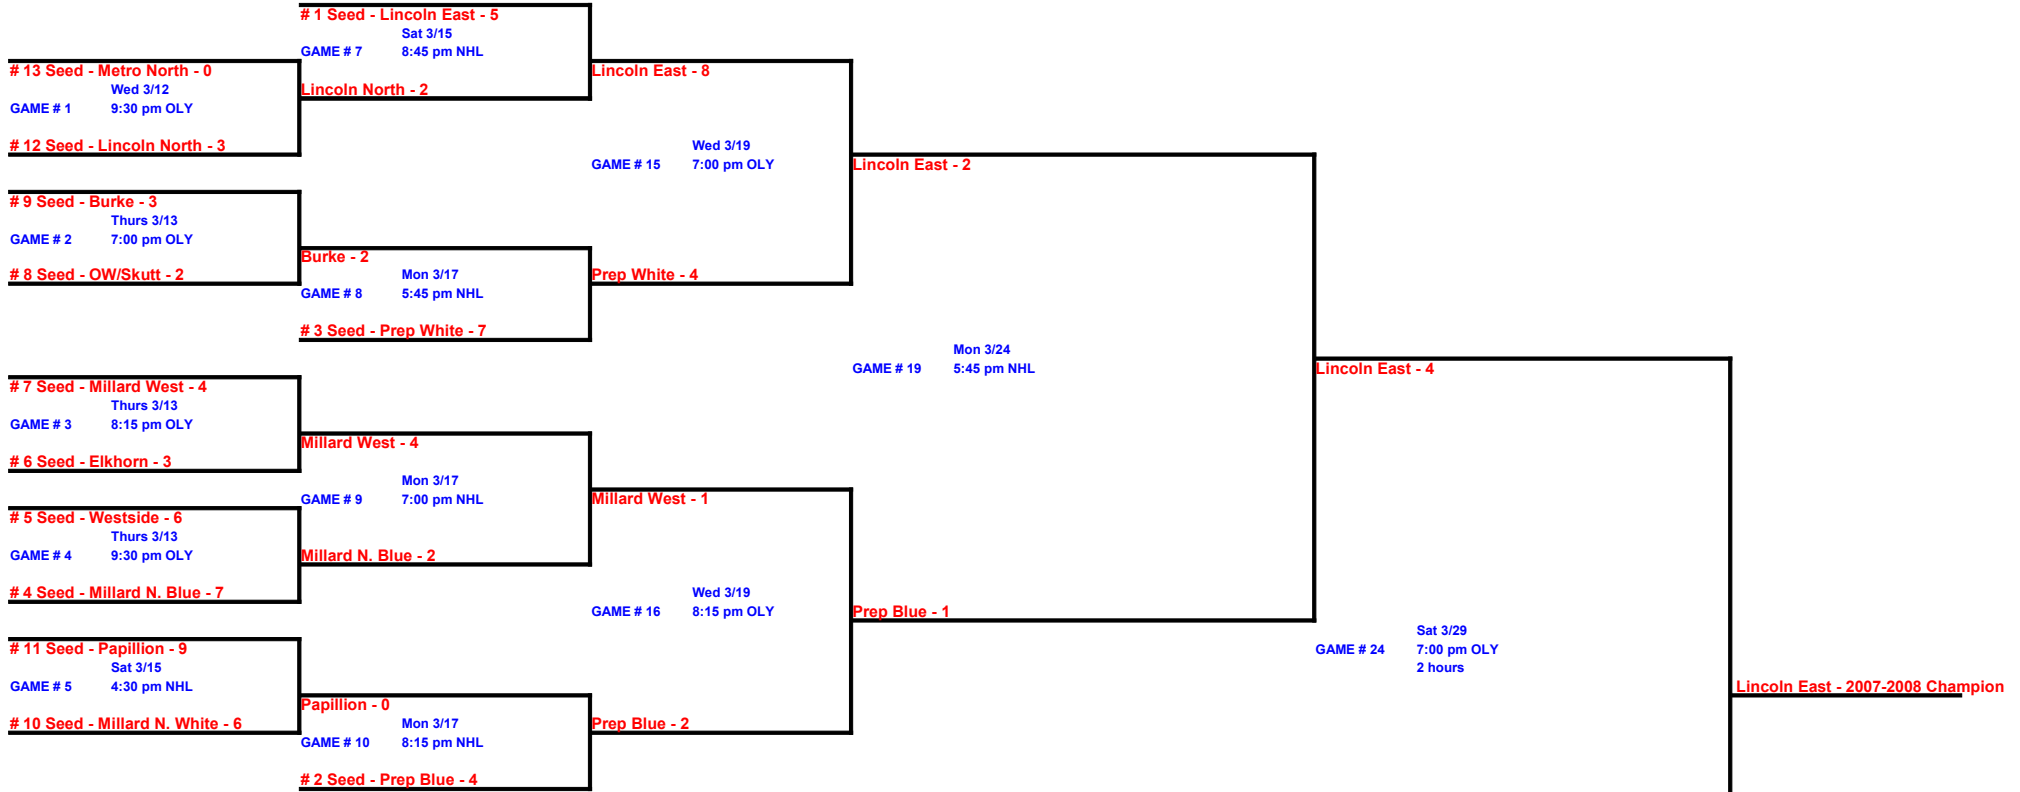 # 1 Seed - Lincoln East - 5
Sat 3/15
GAME # 7 8:45 pm NHL
# 13 Seed - Metro North - 0
Wed 3/12
GAME # 1 9:30 pm OLY
Lincoln North - 2
# 12 Seed - Lincoln North - 3
Lincoln East - 8
Wed 3/19
GAME # 15 7:00 pm OLY
Lincoln East - 2
# 9 Seed - Burke - 3
Thurs 3/13
GAME # 2 7:00 pm OLY
# 8 Seed - OW/Skutt - 2
Burke - 2
Mon 3/17
GAME # 8 5:45 pm NHL
Prep White - 4
# 3 Seed - Prep White - 7
Mon 3/24
GAME # 19 5:45 pm NHL
Lincoln East - 4
# 7 Seed - Millard West - 4
Thurs 3/13
GAME # 3 8:15 pm OLY
# 6 Seed - Elkhorn - 3
Millard West - 4
Mon 3/17
GAME # 9 7:00 pm NHL
Millard West - 1
# 5 Seed - Westside - 6
Thurs 3/13
GAME # 4 9:30 pm OLY
Millard N. Blue - 2
# 4 Seed - Millard N. Blue - 7
Wed 3/19
GAME # 16 8:15 pm OLY
Prep Blue - 1
# 11 Seed - Papillion - 9
Sat 3/15
GAME # 5 4:30 pm NHL
# 10 Seed - Millard N. White - 6
Papillion - 0
Mon 3/17
GAME # 10 8:15 pm NHL
Prep Blue - 2
# 2 Seed - Prep Blue - 4
Sat 3/29
GAME # 24 7:00 pm OLY
2 hours
Lincoln East - 2007-2008 Champion